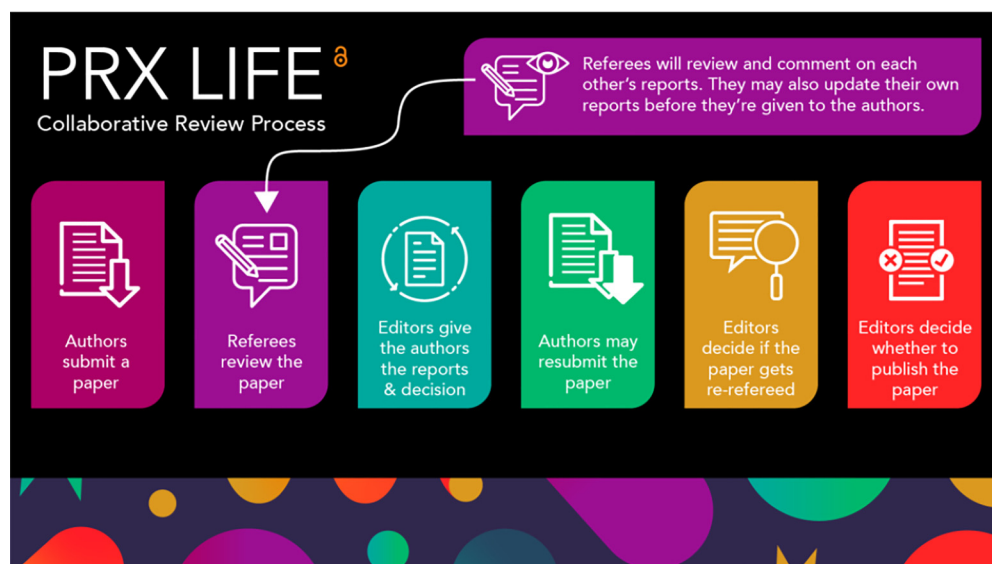 PRX LIFE
Collaborative Review Process
Referees will review and comment on each
other's reports. They may also update their own
reports before they're given to the authors.
Authors
submit a
paper
Referees
review the
paper
Editors give
the authors
the reports
& decision
Authors may
resubmit the
paper
Editors
decide if the
paper gets
re-refereed
Editors decide
whether to
publish the
paper